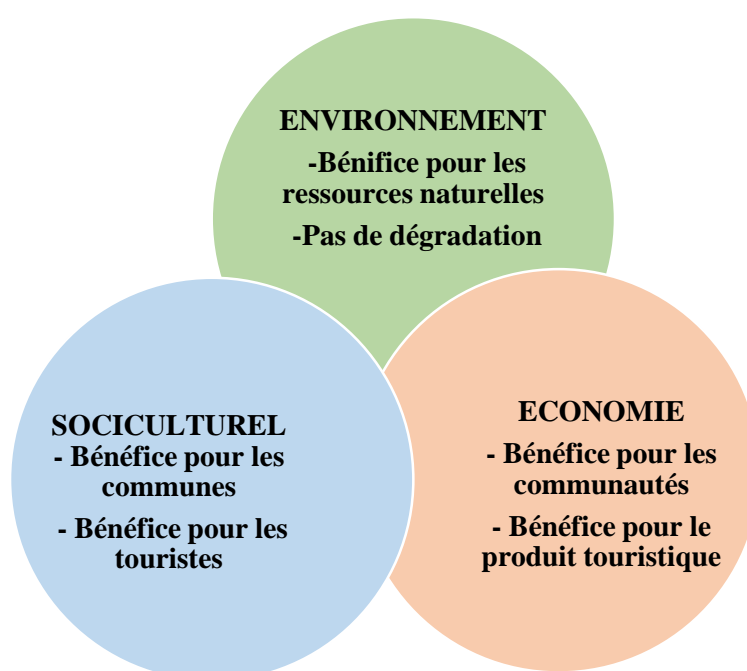 ENVIRONNEMENT
-Bénifice pour les
ressources naturelles
-Pas de dégradation
SOCICULTUREL
- Bénéfice pour les
communes
- Bénéfice pour les
touristes
ECONOMIE
- Bénéfice pour les
communautés
- Bénéfice pour le
produit touristique